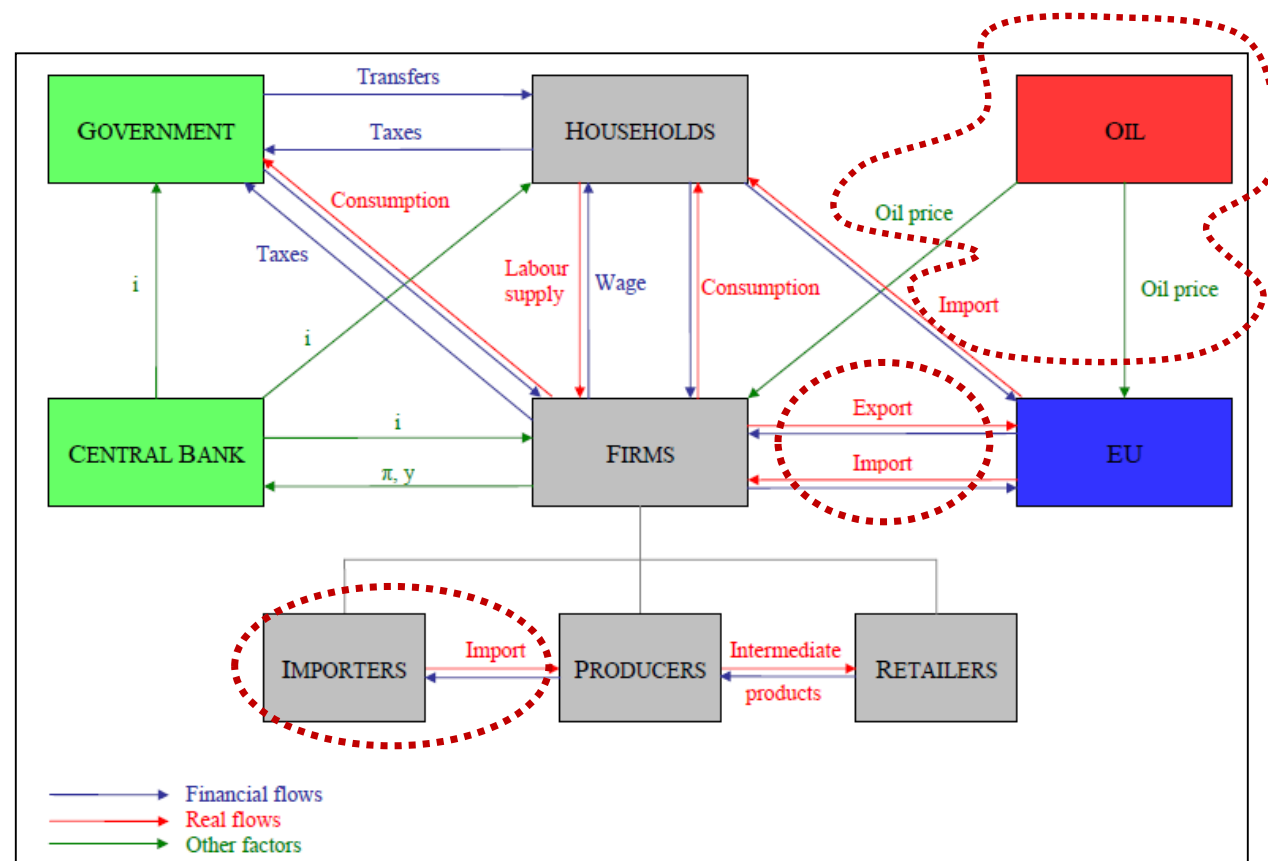 Transfers
GOVERNMENT
HOUSEHOLDS
OIL
Taxes
Consumption
Oil price
Taxes
Labour
supply
Wage
Consumption
i
Oil price
Import
i
Export
CENTRAL BANK
i
FIRMS
EU
π, y
Import
IMPORTERS
Import
PRODUCERS
Intermediate
products
RETAILERS
Financial flows
Real flows
Other factors